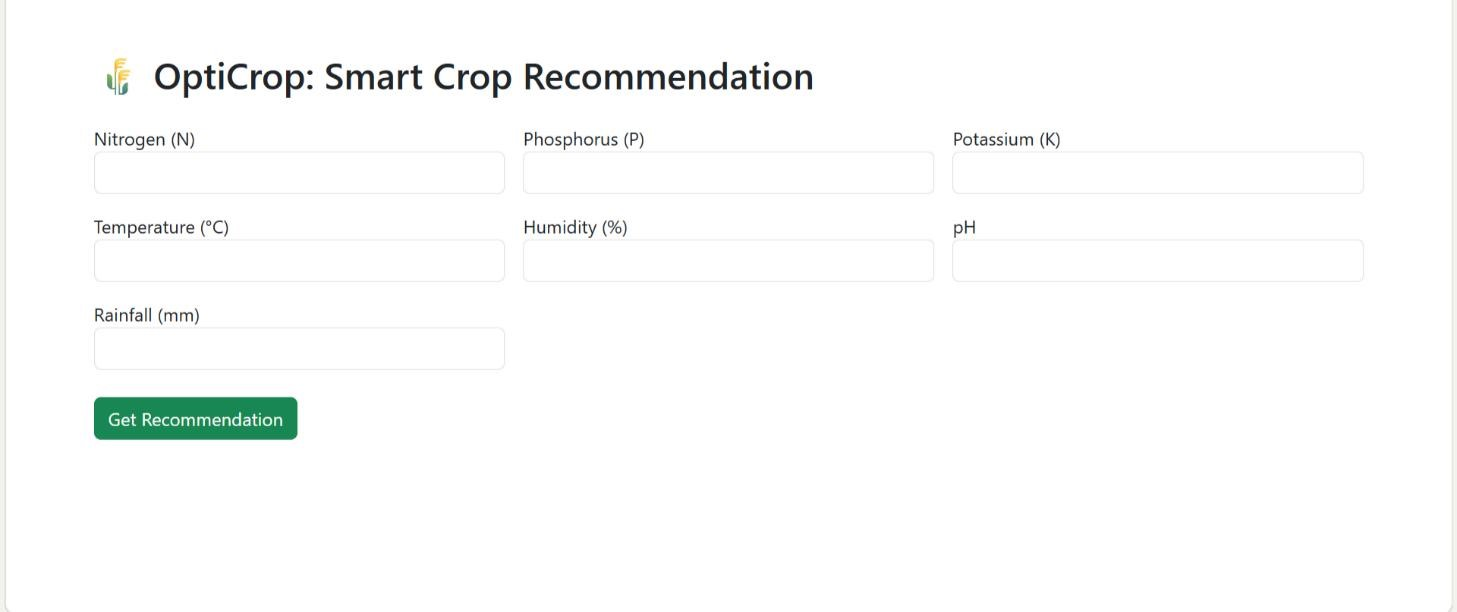 OptiCrop: Smart Crop Recommendation
Nitrogen (N) Phosphorus (P) Potassium (K)
Temperature (°C) Humidity (%) pH
Rainfall (mm)
Get Recommendation